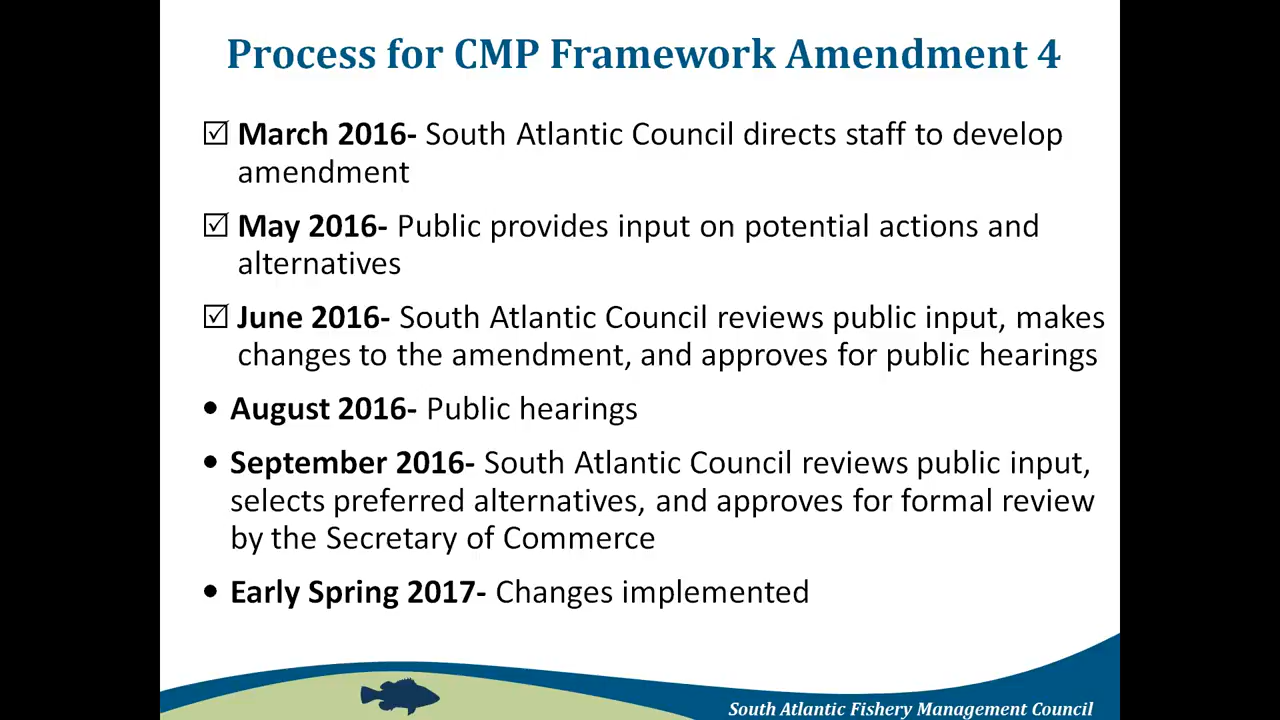 Process for CMP Framework Amendment 4
☑ March 2016- South Atlantic Council directs staff to develop
amendment
☑ May 2016- Public provides input on potential actions and
alternatives
☑ June 2016- South Atlantic Council reviews public input, makes
changes to the amendment, and approves for public hearings
• August 2016- Public hearings
• September 2016- South Atlantic Council reviews public input,
selects preferred alternatives, and approves for formal review
by the Secretary of Commerce
• Early Spring 2017- Changes implemented
South Atlantic Fishery Management Council